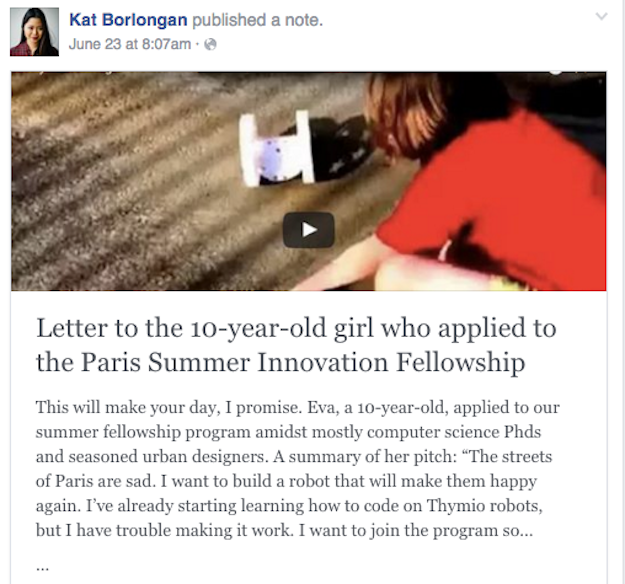 Kat Borlongan published a note.
June 23 at 8:07am ·
Letter to the 10-year-old girl who applied to
the Paris Summer Innovation Fellowship
This will make your day, I promise. Eva, a 10-year-old, applied to our
summer fellowship program amidst mostly computer science Phds
and seasoned urban designers. A summary of her pitch: “The streets
of Paris are sad. I want to build a robot that will make them happy
again. I’ve already starting learning how to code on Thymio robots,
but I have trouble making it work. I want to join the program so...
...